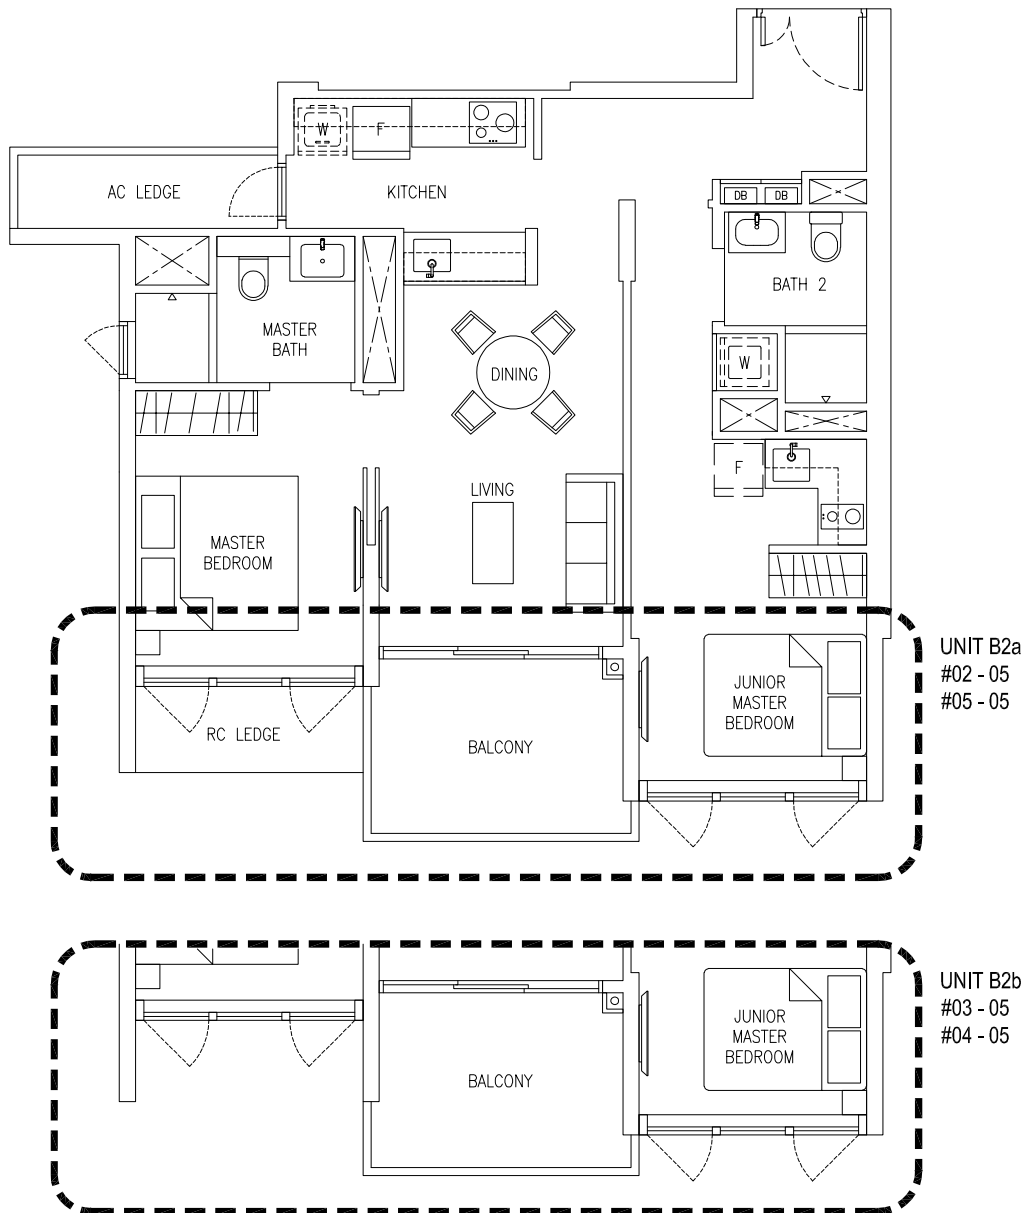 W
F
AC LEDGE
KITCHEN
DB
DB
BATH 2
MASTER
BATH
DINING
W
F
LIVING
MASTER
BEDROOM
UNIT B2a
#02 - 05
#05 - 05
JUNIOR
MASTER
BEDROOM
RC LEDGE
BALCONY
UNIT B2b
#03 - 05
#04 - 05
JUNIOR
MASTER
BEDROOM
BALCONY